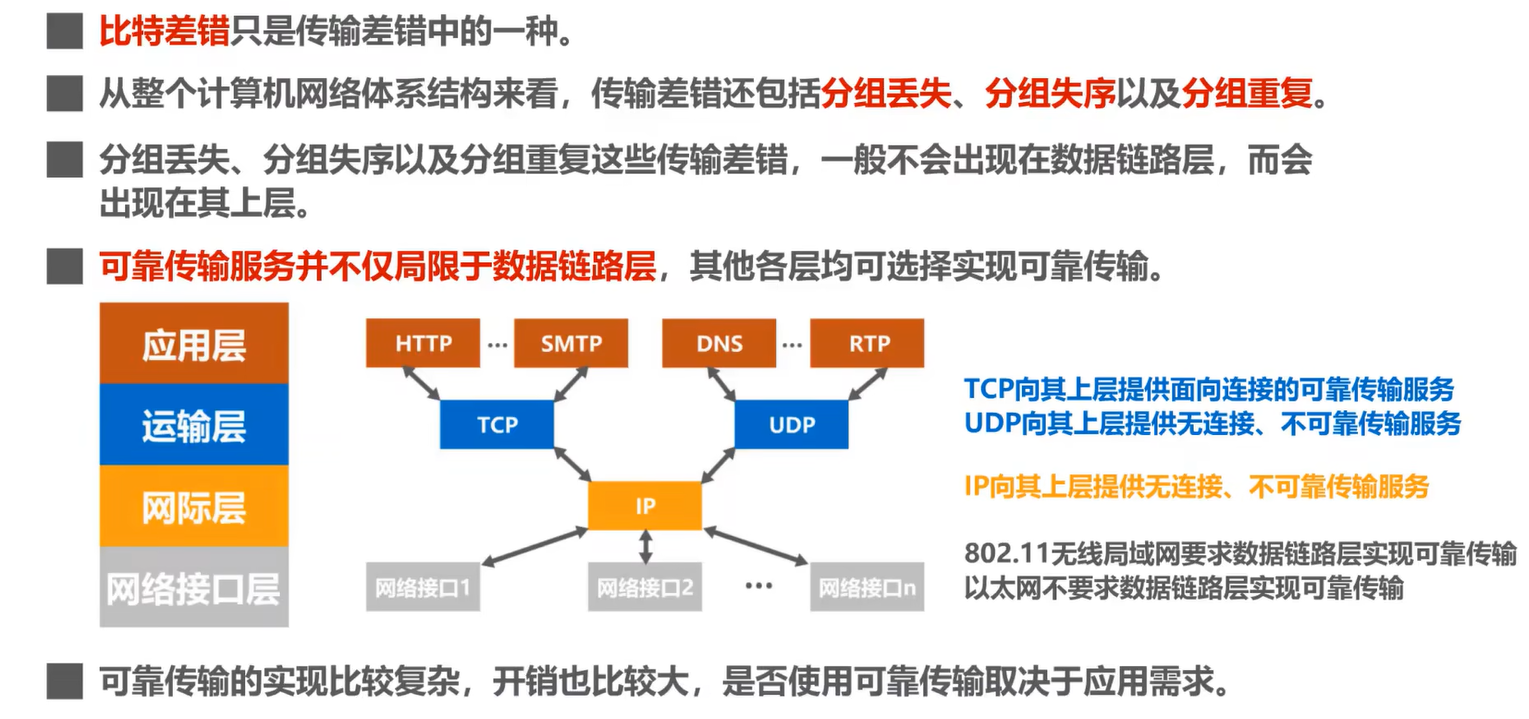 比特差错只是传输差错中的一种。
从整个计算机网络体系结构来看，传输差错还包括分组丢失、分组失序以及分组重复。
分组丢失、分组失序以及分组重复这些传输差错，一般不会出现在数据链路层，而会
出现在其上层。
可靠传输服务并不仅局限于数据链路层，其他各层均可选择实现可靠传输。
应用层
HTTP ··· SMTP
DNS ··· RTP
运输层
TCP
UDP
TCP向其上层提供面向连接的可靠传输服务
UDP向其上层提供无连接、不可靠传输服务
网际层
IP
IP向其上层提供无连接、不可靠传输服务
网络接口层
网络接口1
网络接口2
···
网络接口n
802.11无线局域网要求数据链路层实现可靠传输
以太网不要求数据链路层实现可靠传输
可靠传输的实现比较复杂，开销也比较大，是否使用可靠传输取决于应用需求。